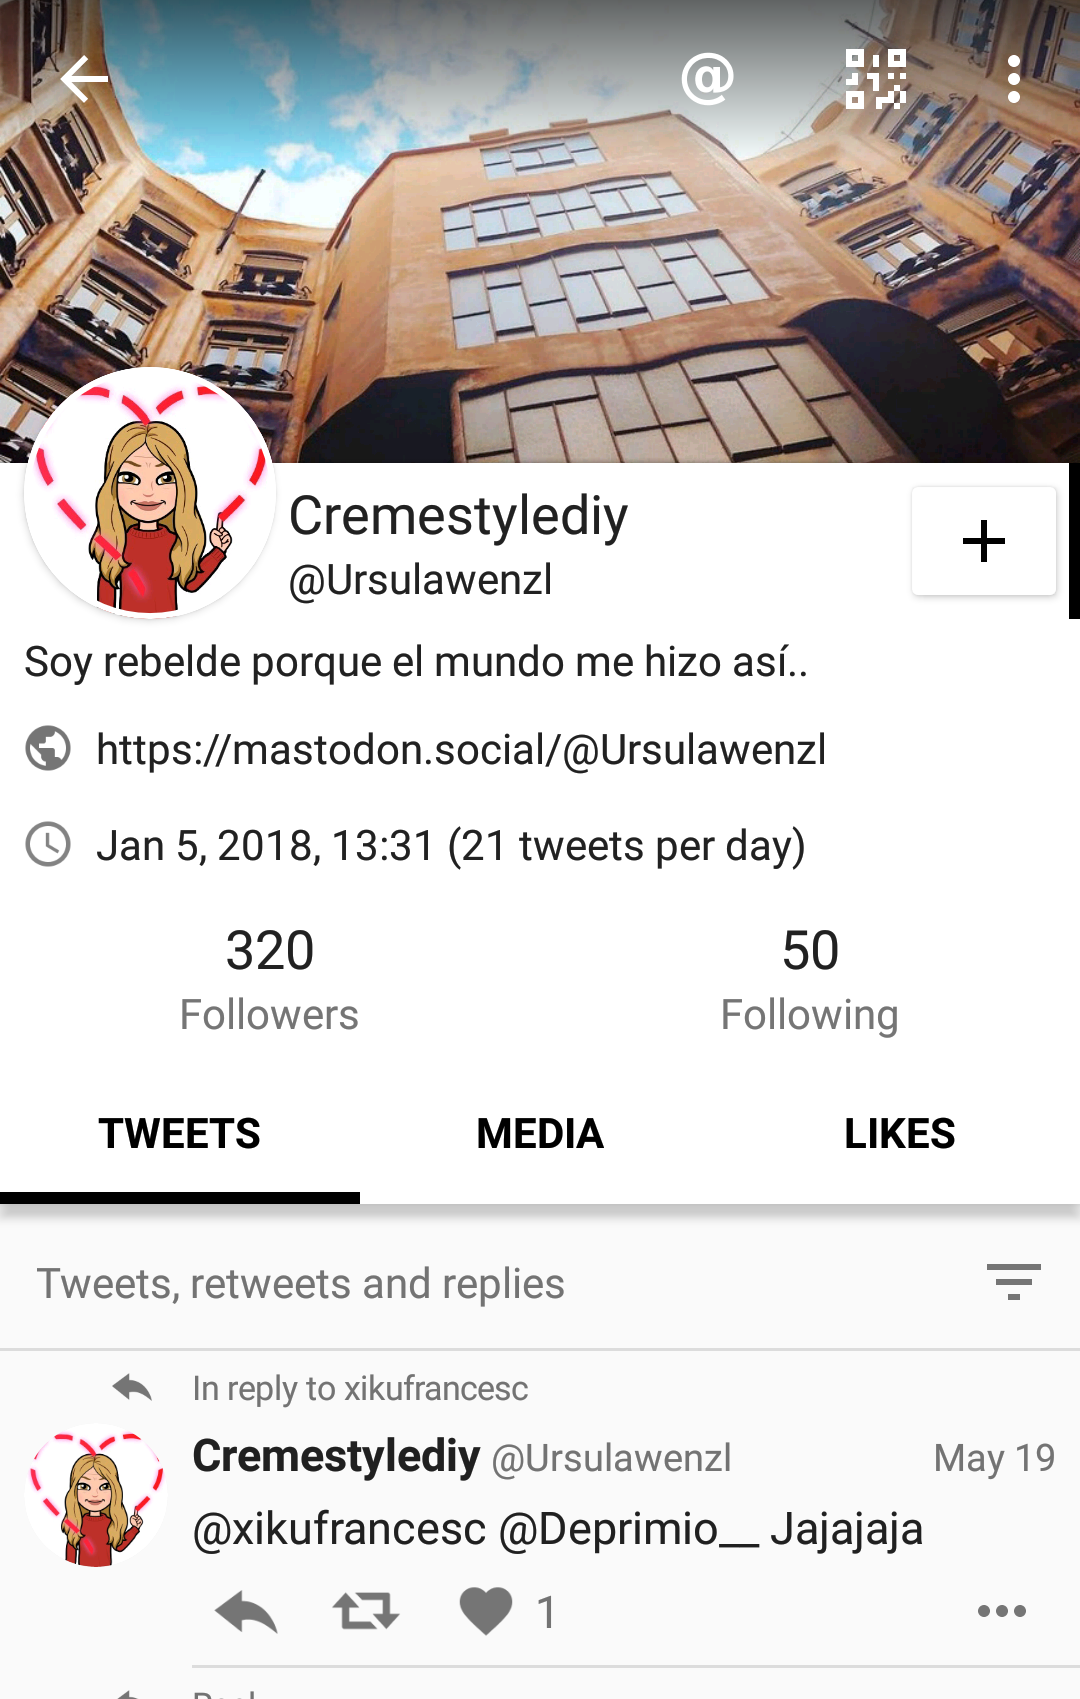 @
Cremestylediy
@Ursulawenzl
Soy rebelde porque el mundo me hizo así..
https://mastodon.social/@Ursulawenzl
Jan 5, 2018, 13:31 (21 tweets per day)
320
Followers
50
Following
TWEETS
MEDIA
LIKES
Tweets, retweets and replies
In reply to xikufrancesc
Cremestylediy @Ursulawenzl May 19
@xikufrancesc @Deprimio__ Jajajaja
1